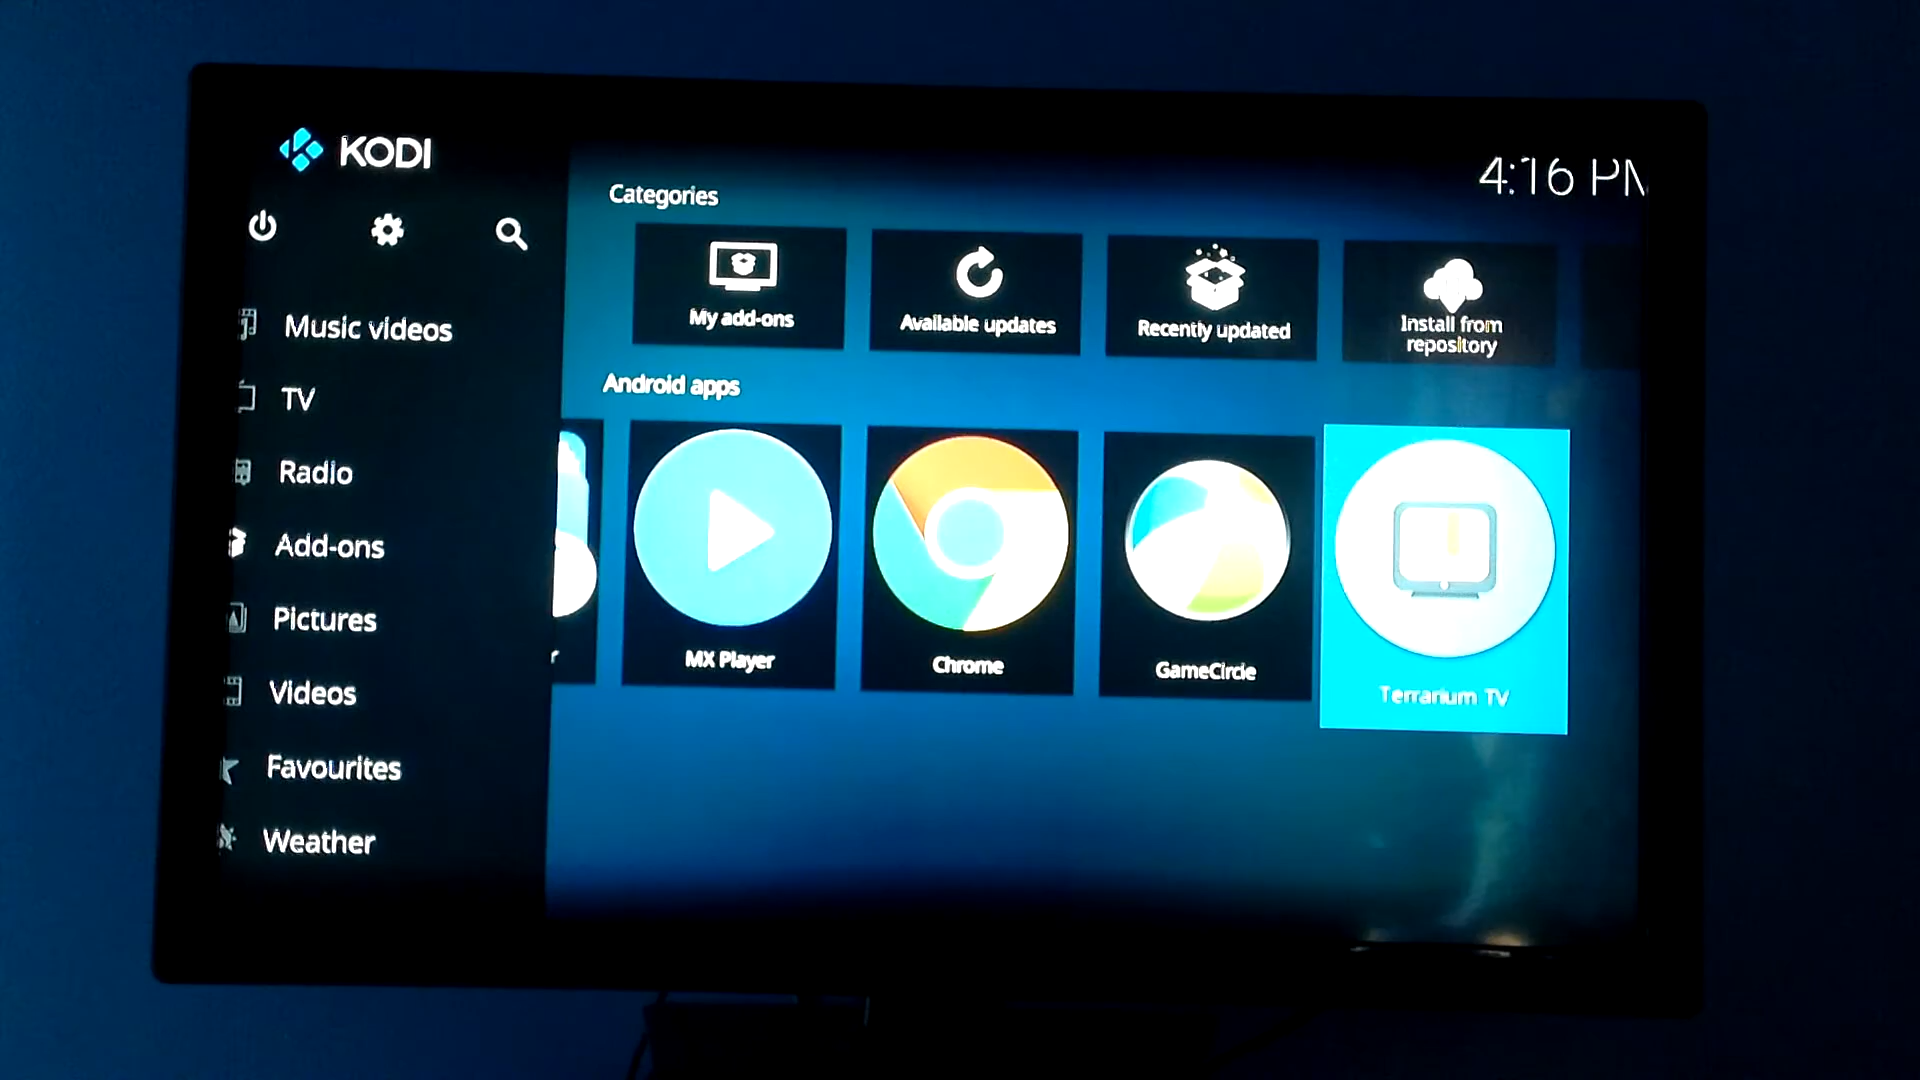 KODI
4:16 PM
Categories
My add-ons
Available updates
Recently updated
Install from
repository
Music videos
TV
Radio
Add-ons
Pictures
Videos
Favourites
Weather
Android apps
r
MX Player
Chrome
GameCircle
Terrarium TV